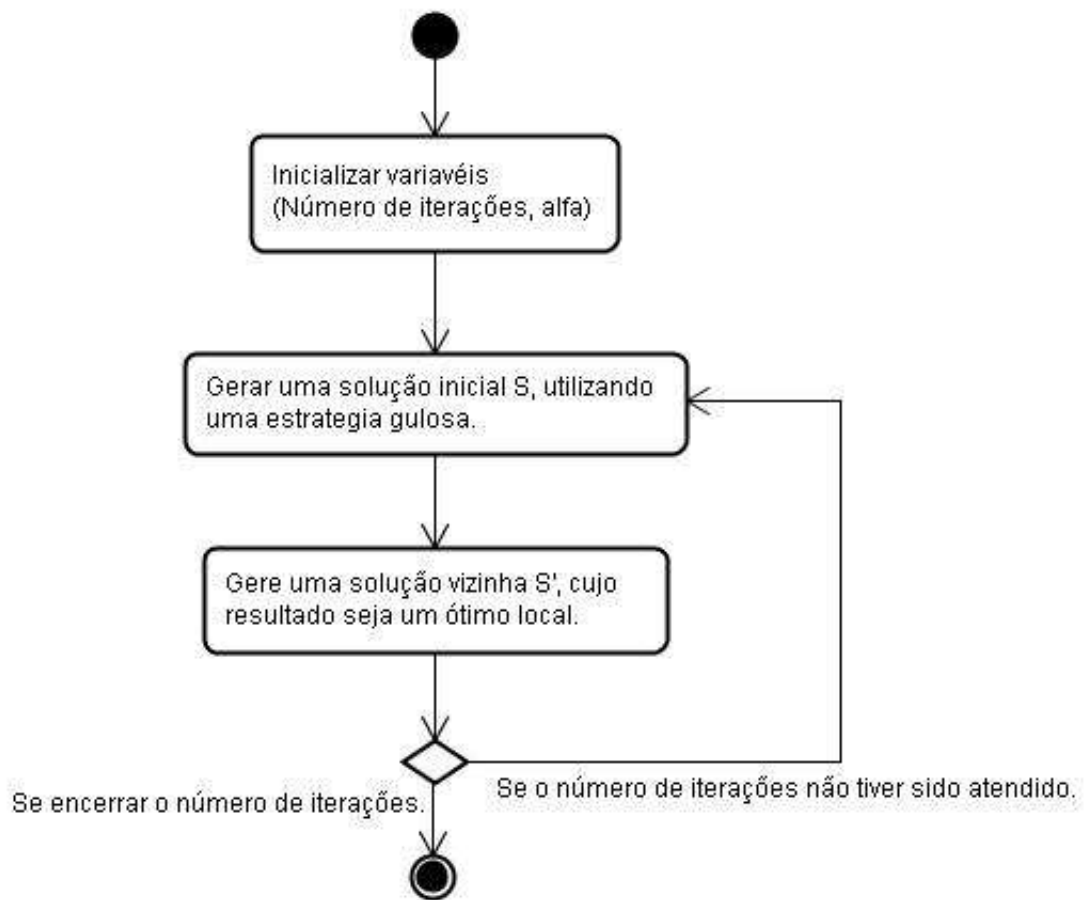 Inicializar variavéis
(Número de iterações, alfa)
Gerar uma solução inicial S, utilizando
uma estrategia gulosa.
Gere uma solução vizinha S', cujo
resultado seja um ótimo local.
Se o número de iterações não tiver sido atendido.
Se encerrar o número de iterações.